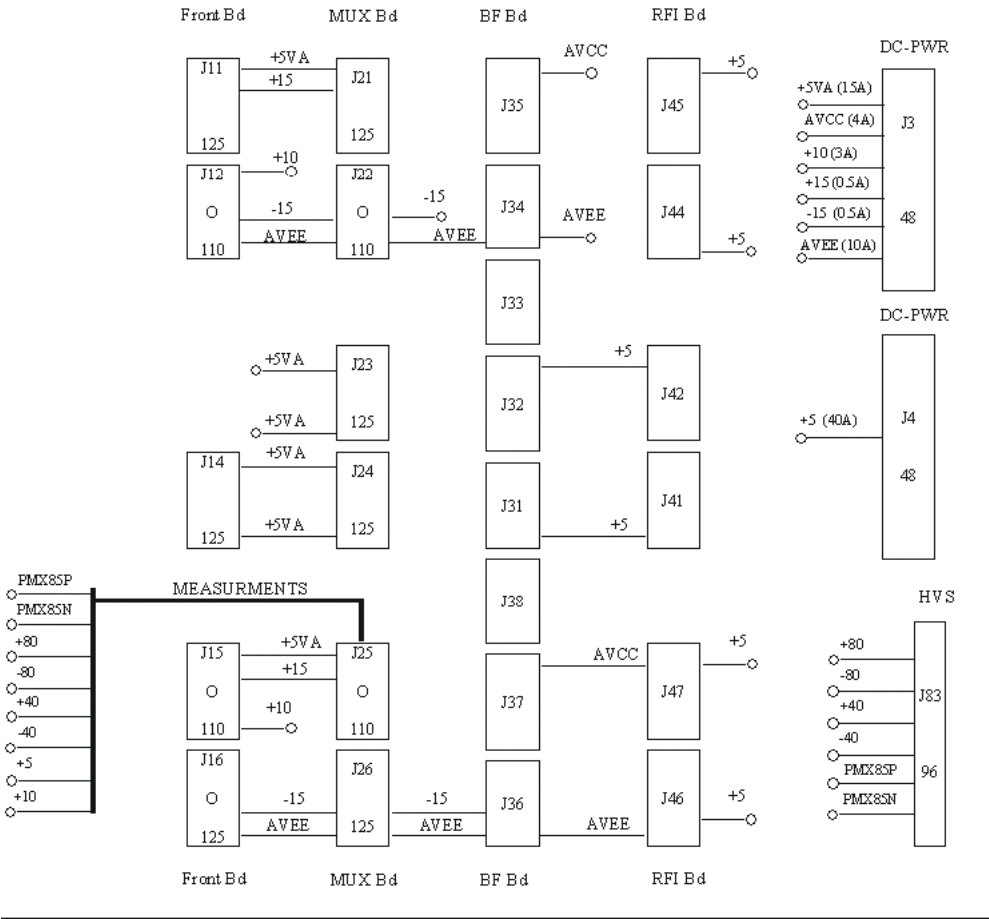 Front Bd MUX Bd BF Bd RFI Bd
DC-PWR
J11 +5VA J21
+15
125 125
J12 +10 J22
-15 -15
AVEE AVEE
110 110
J35 AVCC
J34 AVEE
J33
J45 +5
J44 +5
+5VA (15A)
AVCC (4A)
+10 (3A)
+15 (0.5A)
-15 (0.5A)
AVEE (10A)
J3
48
DC-PWR
+5VA J23
+5VA 125
J14 +5VA J24
125 +5VA 125
J32 +5 J42
J31 +5 J41
J38
+5 (40A) J4
48
PMX85P
PMX85N
+80
-80
+40
-40
+5
+10
MEASURMENTS
J15 +5VA J25
+15
110 +10 110
J16 J26
-15 -15
AVEE AVEE
125 125
J37 AVCC J47 +5
J36 AVEE J46 +5
HVS
+80
-80
+40
-40
PMX85P
PMX85N
J83
96
Front Bd MUX Bd BF Bd RFI Bd